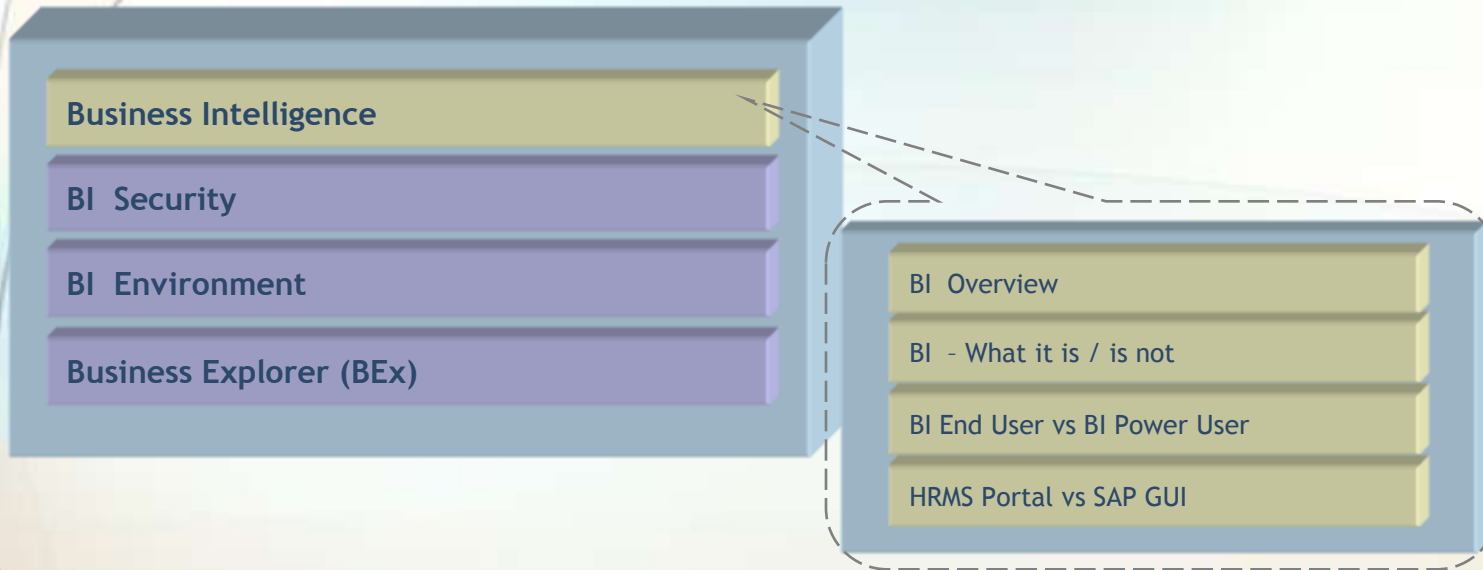 Business Intelligence
BI  Security
BI  Environment
Business Explorer (BEx)
BI  Overview
BI  – What it is / is not
BI End User vs BI Power User
HRMS Portal vs SAP GUI